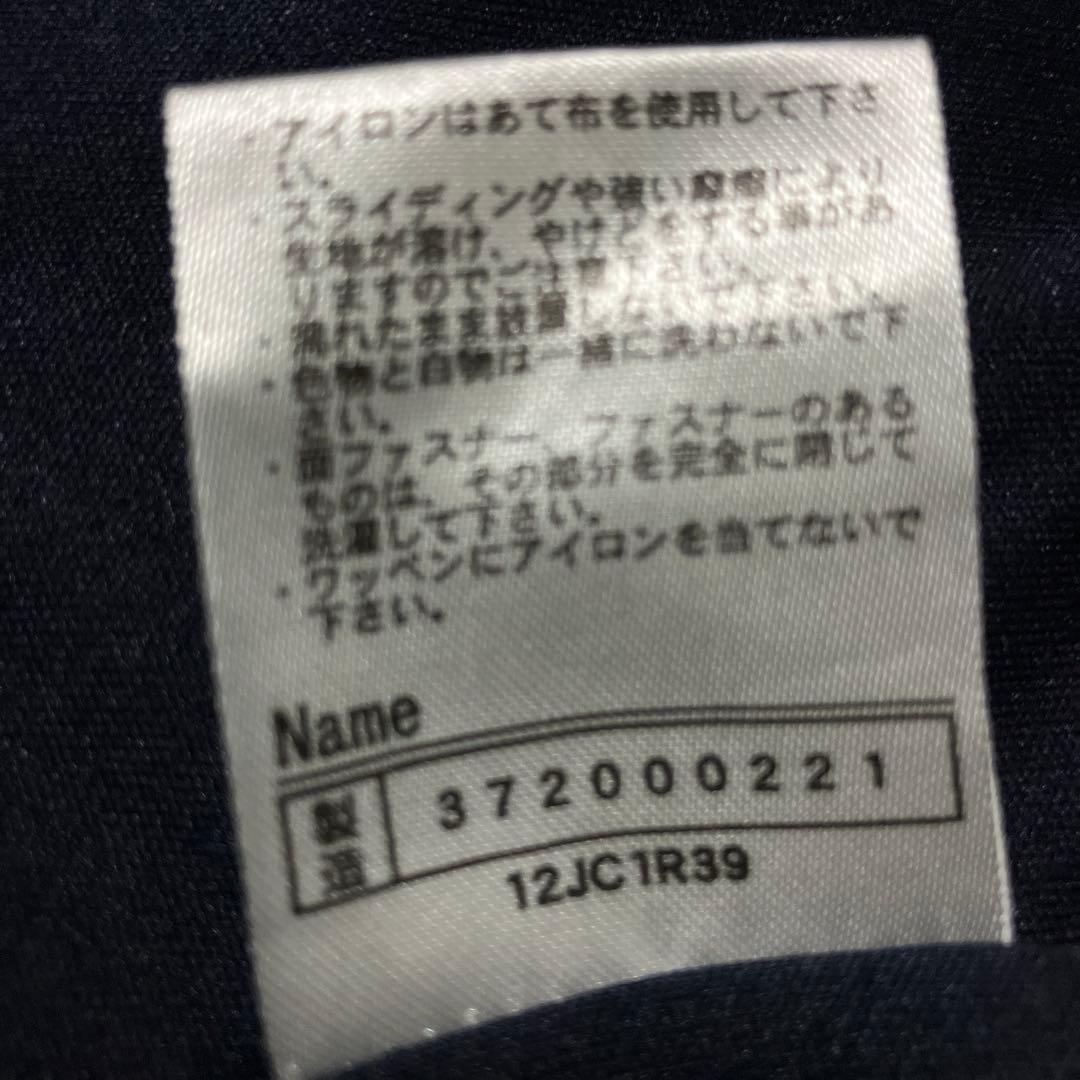 ・アイロンはあて布を使用して下さ
い。
・スライディングや強い摩擦により
生地が溶け、やけどをする事があ
りますのでご注意下さい。
・濡れたまま放置しないで下さい。
・色物と白物は一緒に洗わないで下
さい。
・面ファスナー、ファスナーのある
ものは、その部分を完全に閉じて
洗濯して下さい。
・ワッペンにアイロンを当てないで
下さい。
Name
製造 372000221
12JC1R39